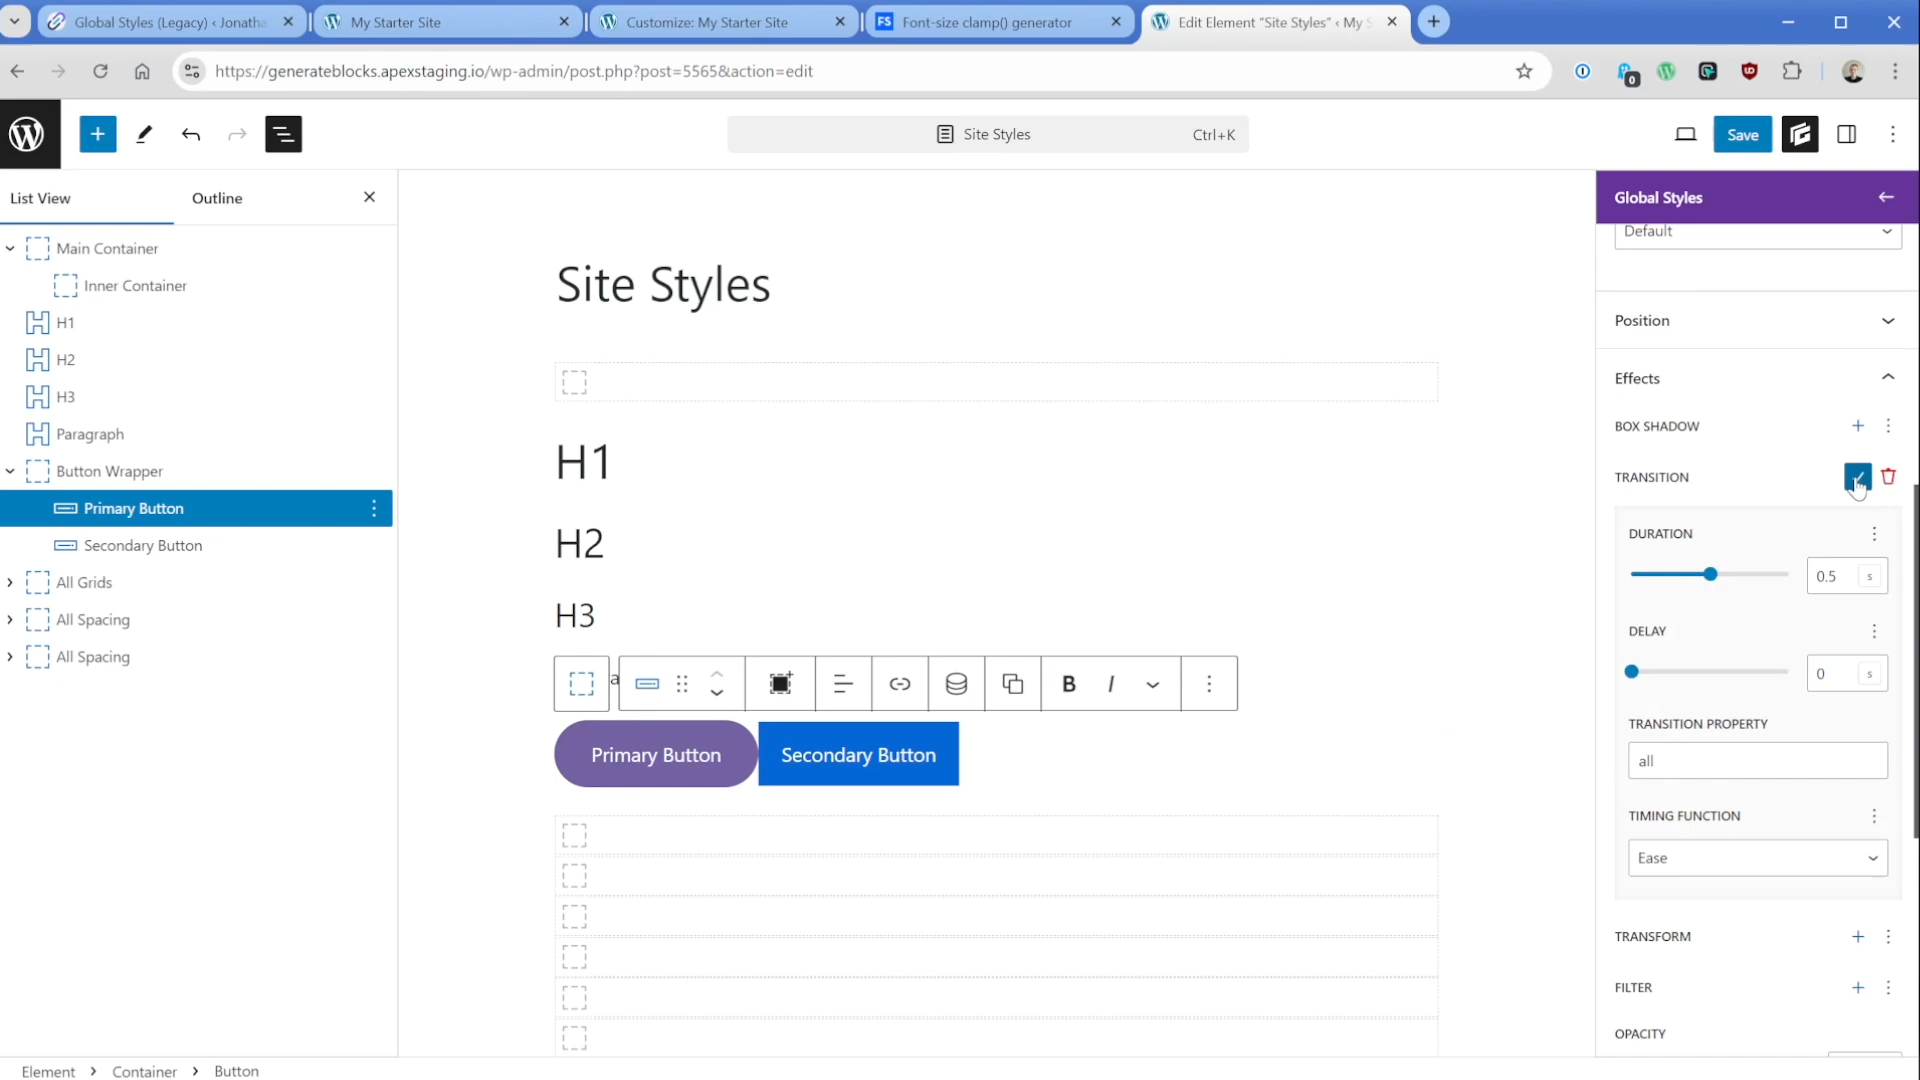 Global Styles (Legacy) ‹ Jonatha
My Starter Site
Customize: My Starter Site
FS Font-size clamp() generator
Edit Element "Site Styles" ‹ My S
https://generateblocks.apexstaging.io/wp-admin/post.php?post=5565&action=edit
0
Site Styles
Ctrl+K
Save
List View
Outline
Main Container
Inner Container
H1
H2
H3
Paragraph
Button Wrapper
Primary Button
Secondary Button
All Grids
All Spacing
All Spacing
Site Styles
H1
H2
H3
a
B
I
Primary Button
Secondary Button
Global Styles
Default
Position
Effects
BOX SHADOW
TRANSITION
DURATION
0.5
s
DELAY
0
s
TRANSITION PROPERTY
all
TIMING FUNCTION
Ease
TRANSFORM
FILTER
OPACITY
Element
Container
Button